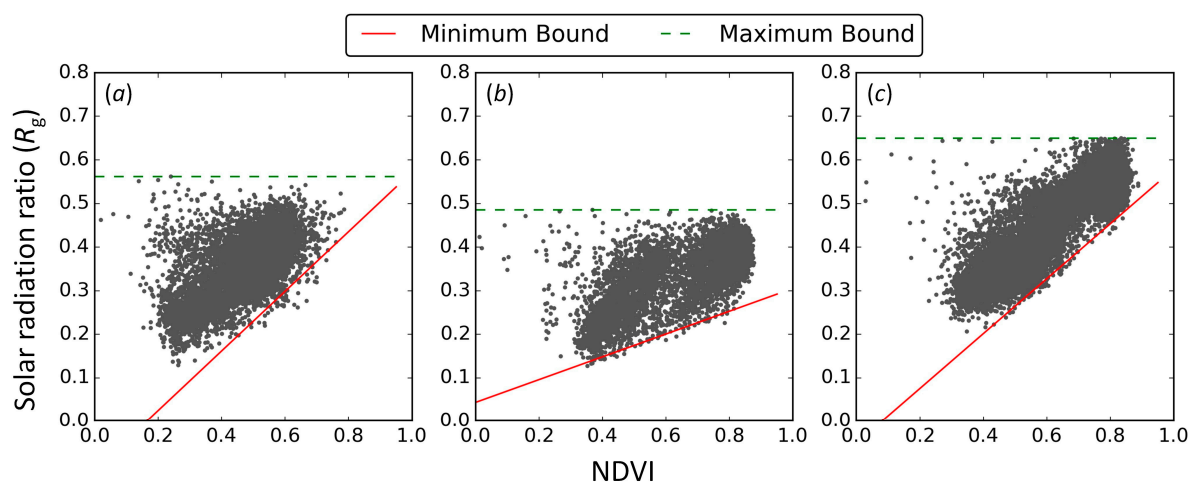 Minimum Bound Maximum Bound
(a) (b) (c)
Solar radiation ratio (Rg)
0.8 0.8 0.8
0.7 0.7 0.7
0.6 0.6 0.6
0.5 0.5 0.5
0.4 0.4 0.4
0.3 0.3 0.3
0.2 0.2 0.2
0.1 0.1 0.1
0.0 0.0 0.0
0.0 0.2 0.4 0.6 0.8 1.0 0.0 0.2 0.4 0.6 0.8 1.0 0.0 0.2 0.4 0.6 0.8 1.0
NDVI